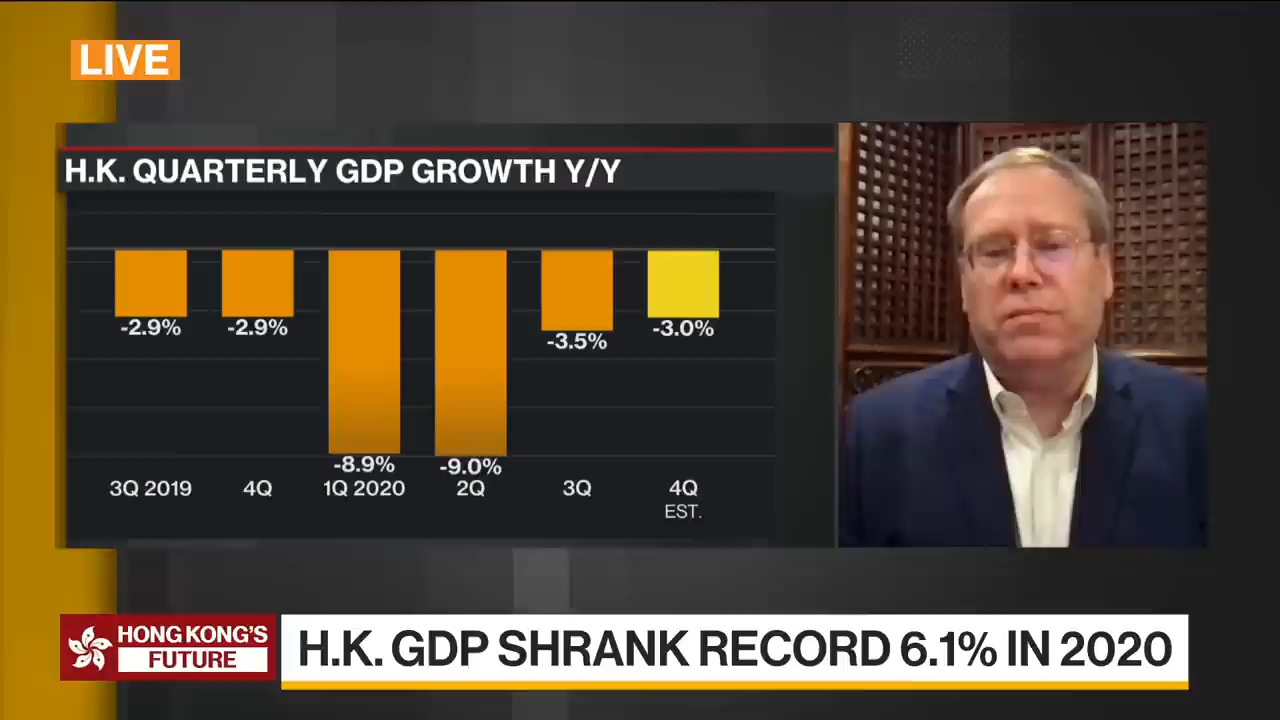 LIVE
H.K. QUARTERLY GDP GROWTH Y/Y
-2.9% -2.9% -8.9% -9.0% -3.5% -3.0%
3Q 2019 4Q 1Q 2020 2Q 3Q 4Q
EST.
HONG KONG'S
FUTURE
H.K. GDP SHRANK RECORD 6.1% IN 2020